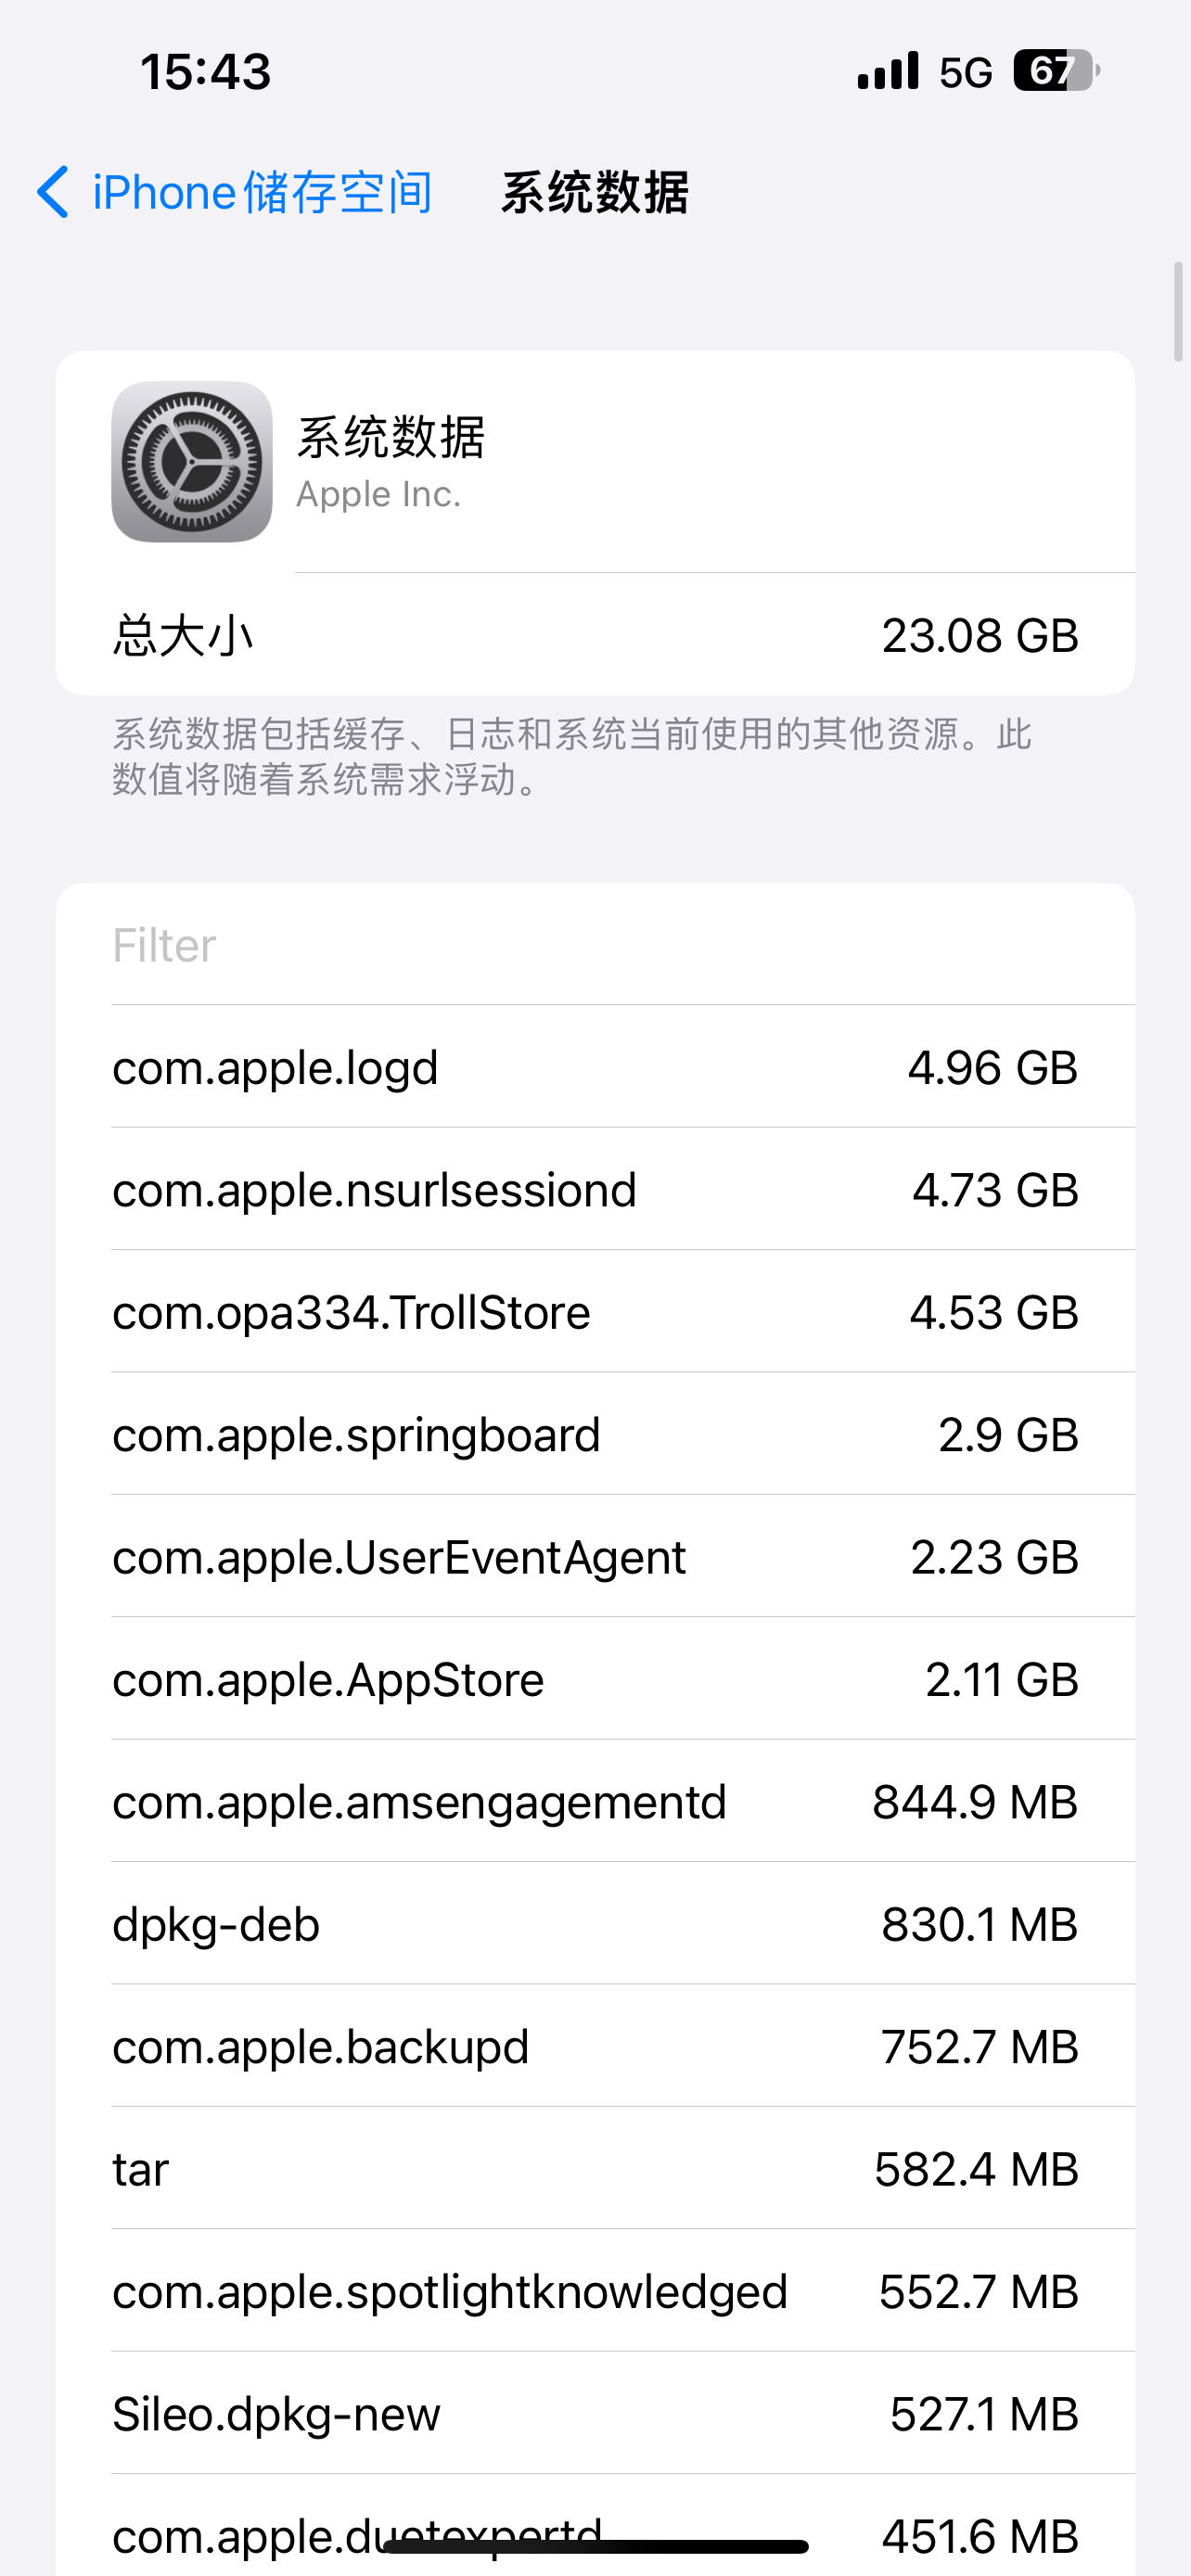 15:43
5G 67
iPhone储存空间 系统数据
系统数据
Apple Inc.
总大小 23.08 GB
系统数据包括缓存、日志和系统当前使用的其他资源。此
数值将随着系统需求浮动。
Filter
com.apple.logd 4.96 GB
com.apple.nsurlsessiond 4.73 GB
com.opa334.TrollStore 4.53 GB
com.apple.springboard 2.9 GB
com.apple.UserEventAgent 2.23 GB
com.apple.AppStore 2.11 GB
com.apple.amsengagementd 844.9 MB
dpkg-deb 830.1 MB
com.apple.backupd 752.7 MB
tar 582.4 MB
com.apple.spotlightknowledged 552.7 MB
Sileo.dpkg-new 527.1 MB
com.apple.duetexpertd 451.6 MB